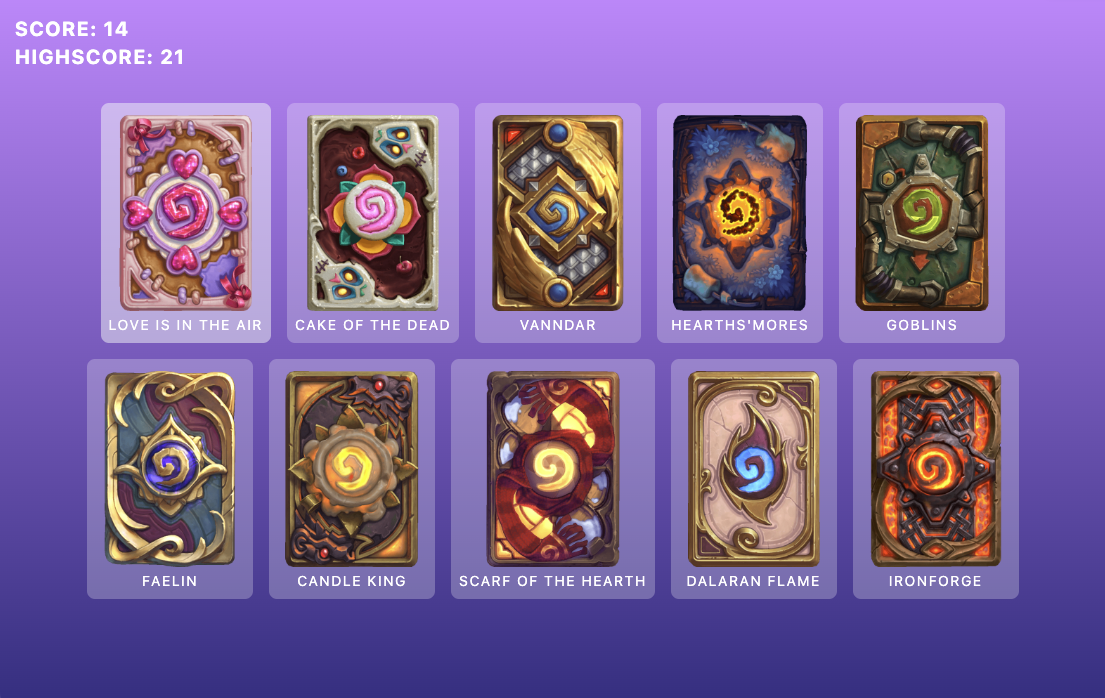 SCORE: 14
HIGHSCORE: 21
LOVE IS IN THE AIR
CAKE OF THE DEAD
VANNDAR
HEARTHS'MORES
GOBLINS
FAELIN
CANDLE KING
SCARF OF THE HEARTH
DALARAN FLAME
IRONFORGE